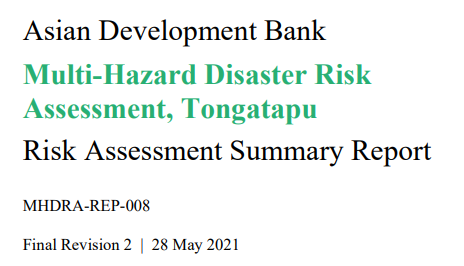 Asian Development Bank
Multi-Hazard Disaster Risk
Assessment, Tongatapu
Risk Assessment Summary Report
MHDRA-REP-008
Final Revision 2 | 28 May 2021